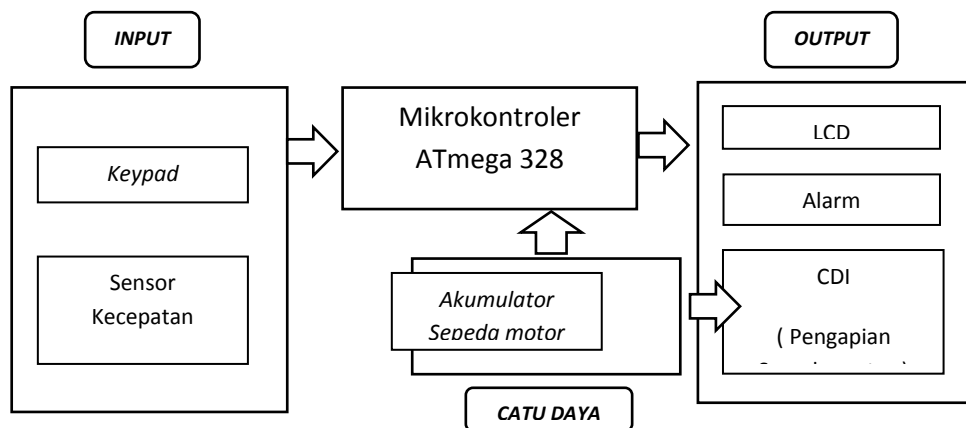 INPUT
OUTPUT
Keypad
Sensor
Kecepatan
Mikrokontroler
ATmega 328
Akumulator
Sepeda motor
CATU DAYA
LCD
Alarm
CDI
( Pengapian